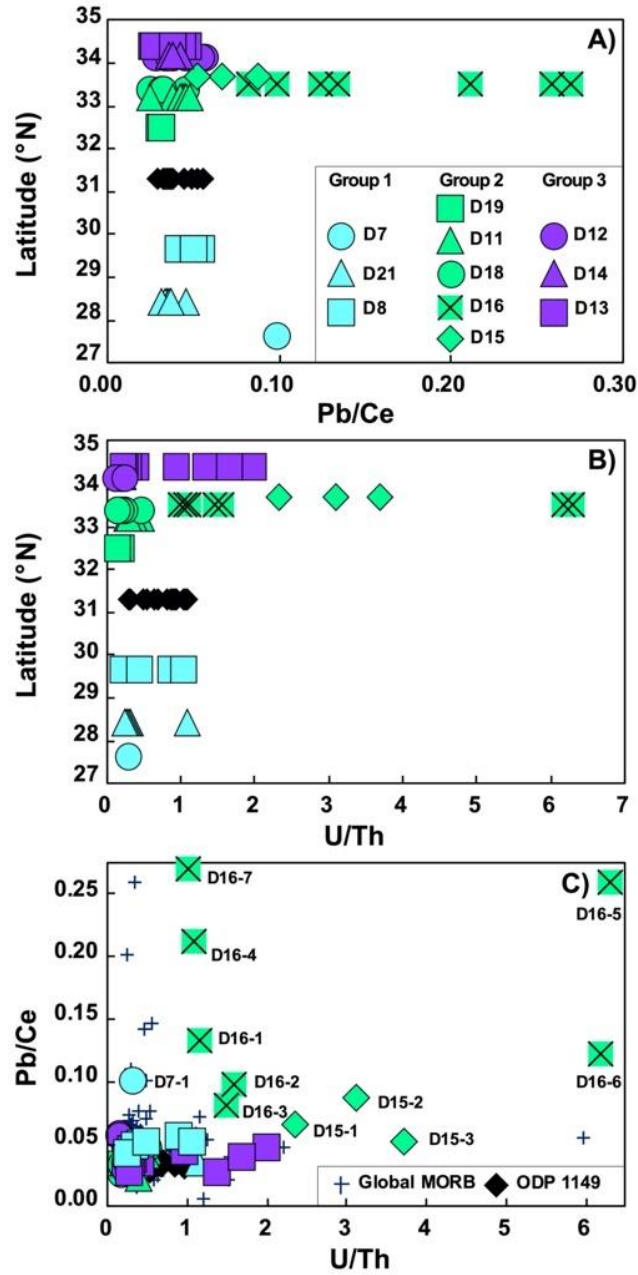 A)
35
34
33
32
31
30
29
28
27
Latitude (°N)
Group 1 Group 2 Group 3
D7
D21
D8
D19
D11
D18
D16
D15
D12
D14
D13
0.00 0.10 0.20 0.30
Pb/Ce
B)
35
34
33
32
31
30
29
28
27
Latitude (°N)
0 1 2 3 4 5 6 7
U/Th
C)
0.25
0.20
0.15
0.10
0.05
0.00
Pb/Ce
D16-7
D16-5
D16-4
D16-1
D16-6
D7-1
D16-2
D16-3
D15-2
D15-1
D15-3
Global MORB ODP 1149
0 1 2 3 4 5 6
U/Th